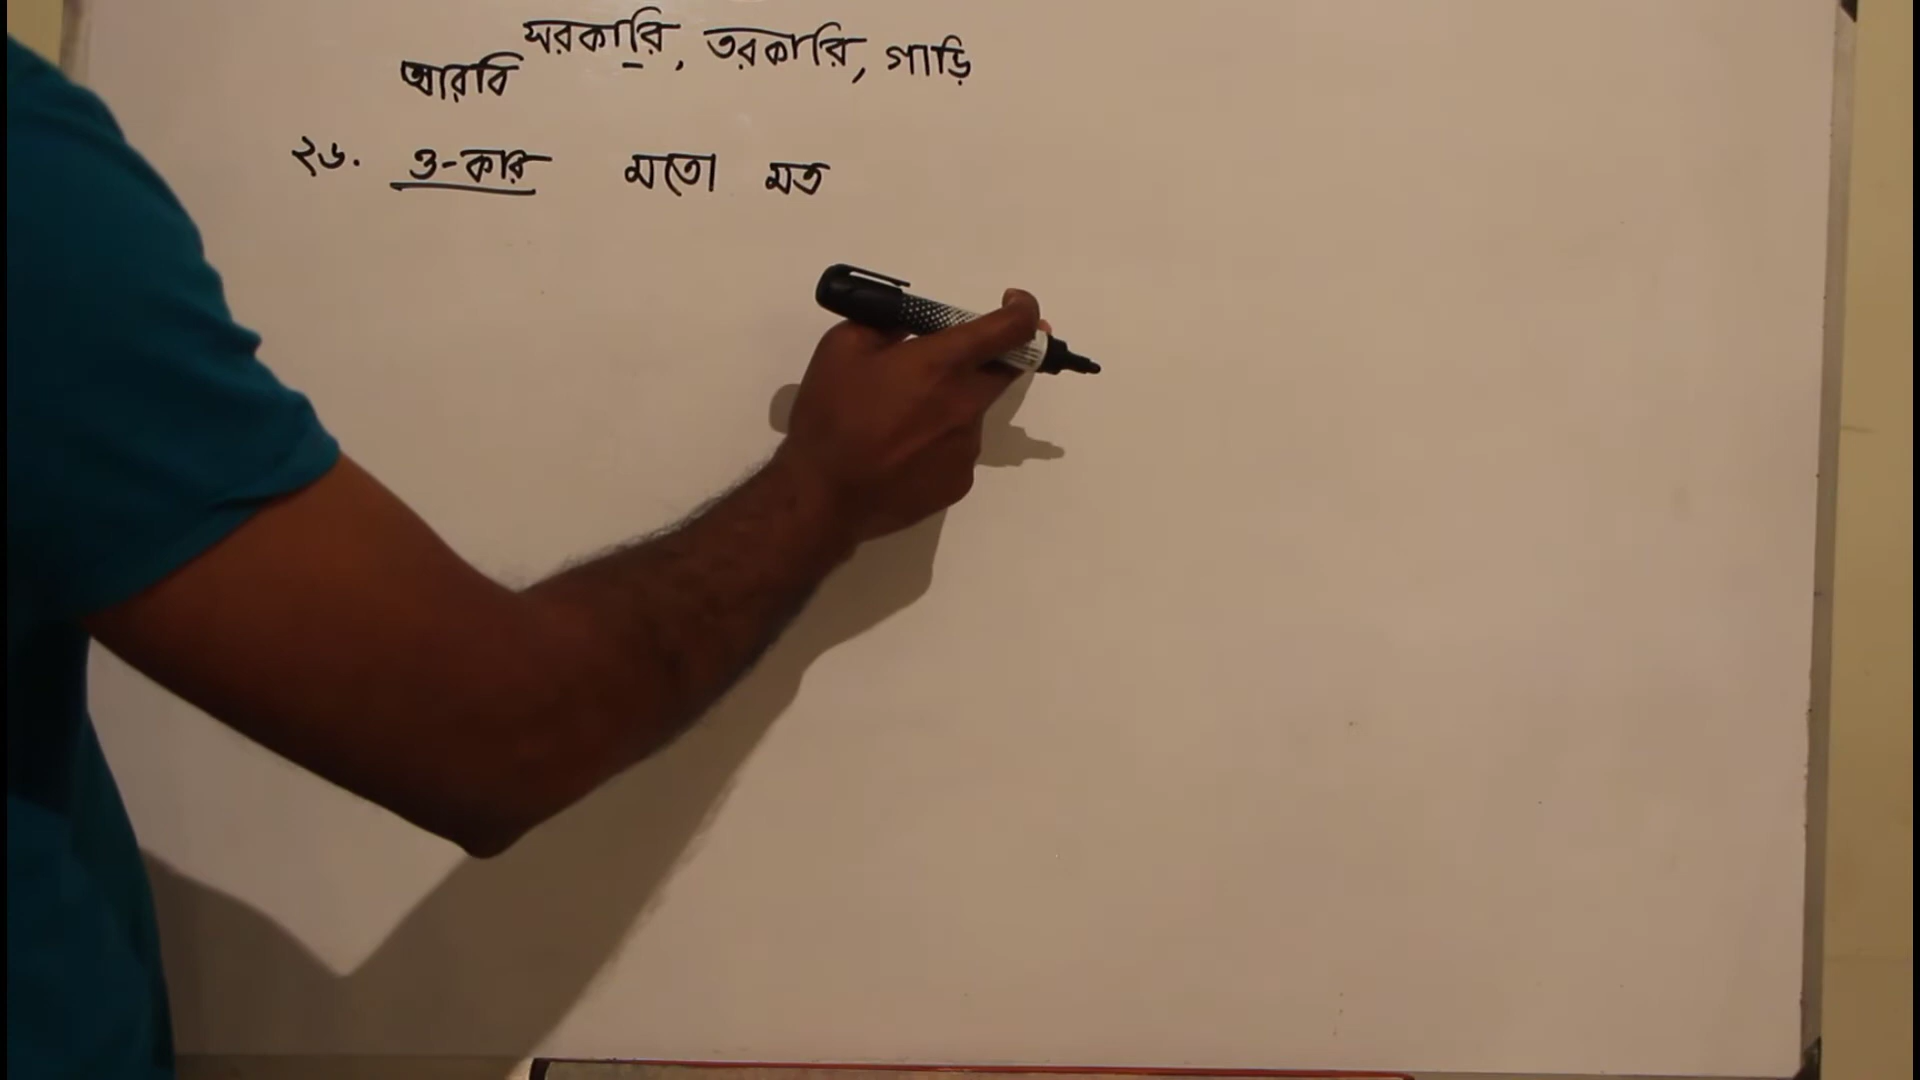 সরকারি, তরকারি, গাড়ি
আরবি
২৬. ও-কার মতো মত